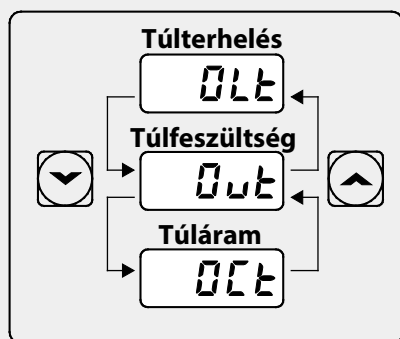 Túlterhelés
OLt
Túlfeszültség
Out
Túláram
OCt